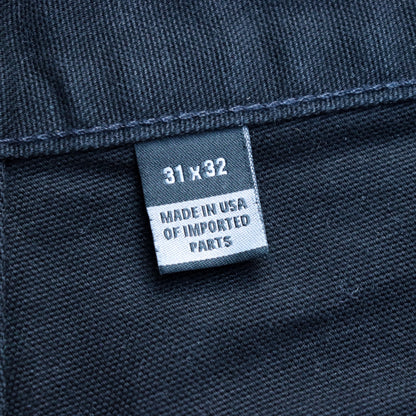 31 x 32
MADE IN USA
OF IMPORTED
PARTS